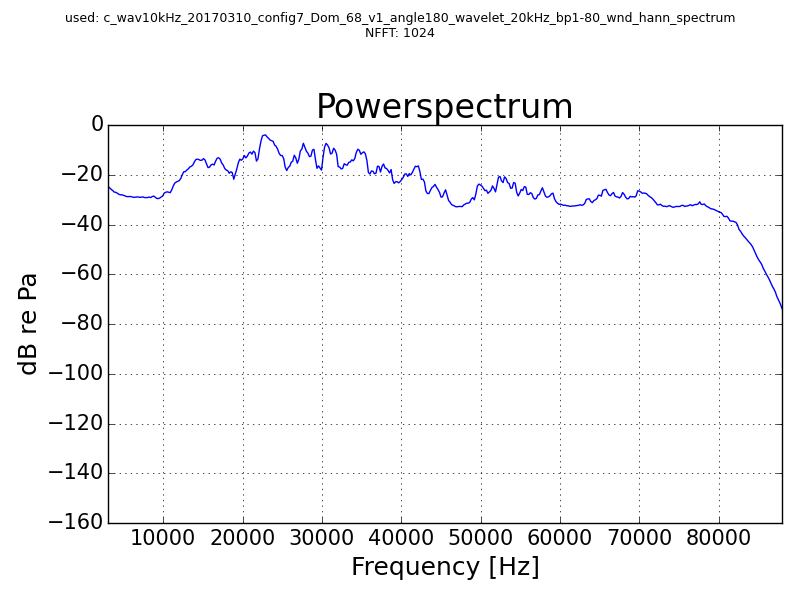 used: c_wav10kHz_20170310_config7_Dom_68_v1_angle180_wavelet_20kHz_bp1-80_wnd_hann_spectrum
NFFT: 1024
Powerspectrum
0
−20
−40
−60
−80
−100
−120
−140
−160
dB re Pa
10000 20000 30000 40000 50000 60000 70000 80000
Frequency [Hz]